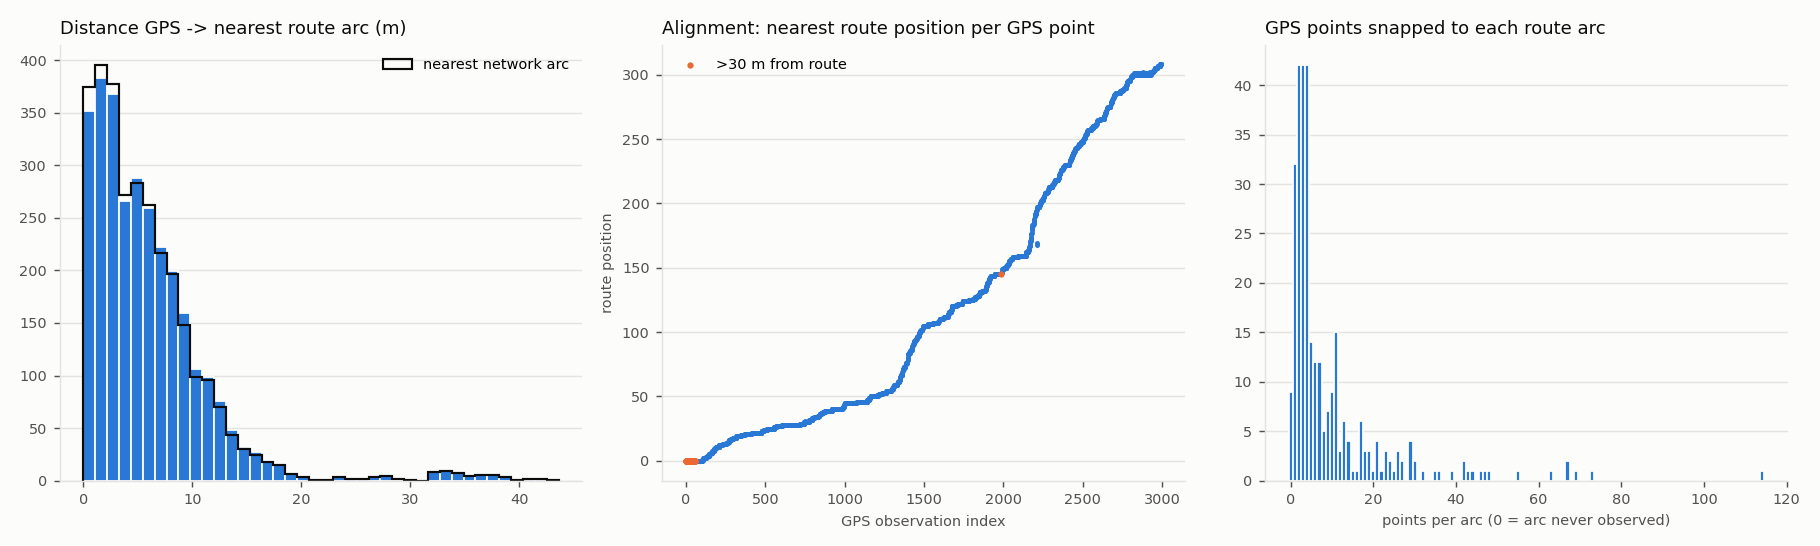 Distance GPS -> nearest route arc (m)
nearest network arc
400
350
300
250
200
150
100
50
0
0 10 20 30 40
Alignment: nearest route position per GPS point
>30 m from route
route position
300
250
200
150
100
50
0
0 500 1000 1500 2000 2500 3000
GPS observation index
GPS points snapped to each route arc
40
35
30
25
20
15
10
5
0
0 20 40 60 80 100 120
points per arc (0 = arc never observed)